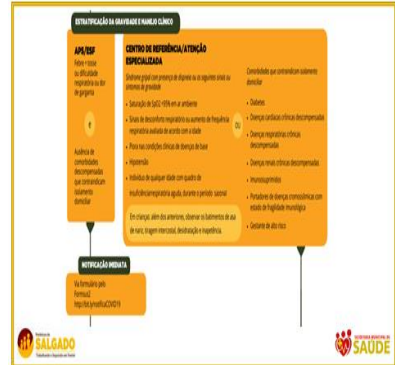 ESTRATIFICAÇÃO DA GRAVIDADE E MANEJO CLÍNICO
APS/ESF
Febre + tosse
ou dificuldade
respiratória ou dor
de garganta
e
Ausência de
comorbidades
descompensadas
que contraindicam
isolamento
domiciliar
CENTRO DE REFERÊNCIA/ATENÇÃO
ESPECIALIZADA
Síndrome gripal com presença de dispneia ou os seguintes sinais ou
sintomas de gravidade
• Saturação de SpO2 <95% em ar ambiente
• Sinais de desconforto respiratório ou aumento de frequência
respiratória avaliada de acordo com a idade
• Piora nas condições clínicas de doenças de base
• Hipotensão
• Indivíduo de qualquer idade com quadro de
insuficiência respiratória aguda, durante o período sazonal
Em crianças: além dos anteriores, observar os batimentos de asa
de nariz, tiragem intercostal, desidratação e inapetência.
OU
Comorbidades que contraindicam isolamento
domiciliar
• Diabetes
• Doenças cardíacas crônicas descompensadas
• Doenças respiratórias crônicas
descompensadas
• Doenças renais crônicas descompensadas
• Imunossuprimidos
• Portadores de doenças cromossômicas com
estado de fragilidade imunológica
• Gestante de alto risco
NOTIFICAÇÃO IMEDIATA
Via formulário pelo
FormSus2
http://bit.ly/notificaCOVID19
SALGADO
SECRETARIA MUNICIPAL DE
SAÚDE